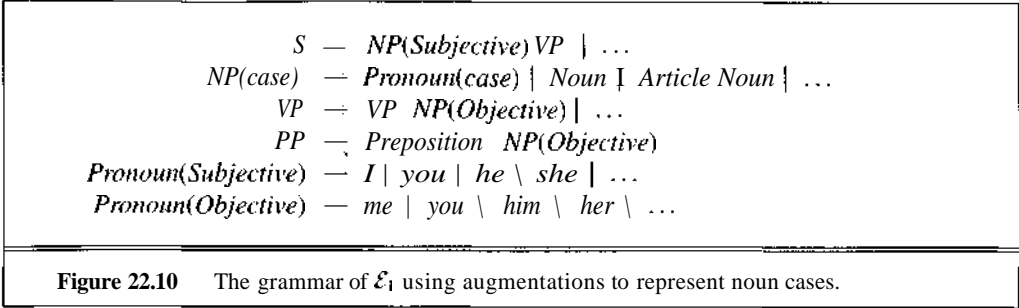 S — NP(Subjective) VP | ...
NP(case) → Pronoun(case) | Noun I Article Noun | ...
VP → VP NP(Objective) | ...
PP — Preposition NP(Objective)
Pronoun(Subjective) → I | you | he \ she | ...
Pronoun(Objective) — me | you \ him \ her \ ...
Figure 22.10 The grammar of ℰ₁ using augmentations to represent noun cases.